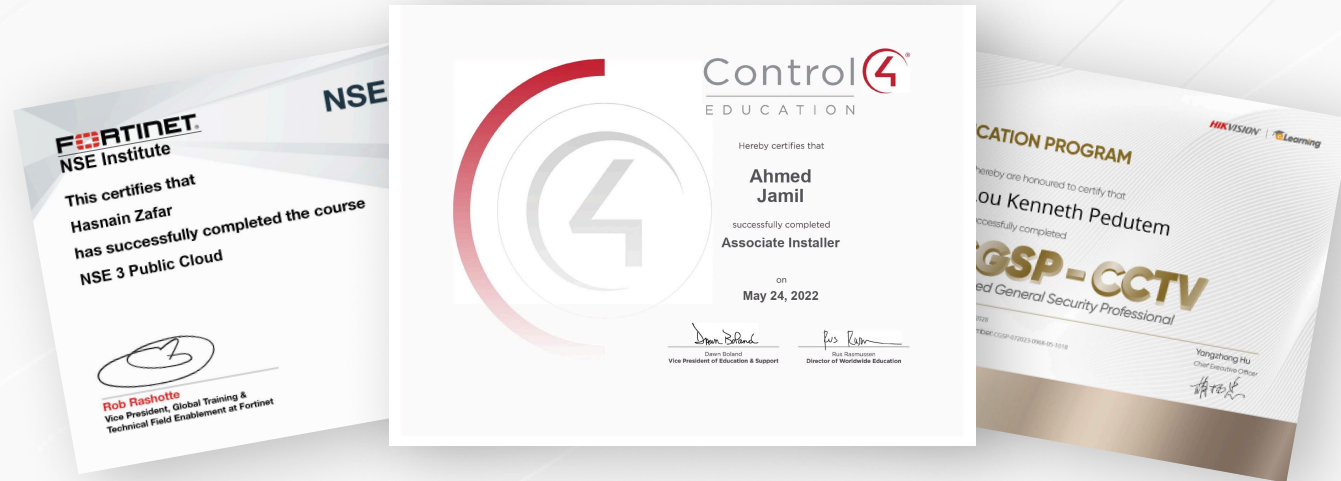 FORTINET
NSE Institute
NSE
This certifies that
Hasnain Zafar
has successfully completed the course
NSE 3 Public Cloud
Rob Rashotte
Vice President, Global Training &
Technical Field Enablement at Fortinet
Control4®
EDUCATION
Hereby certifies that
Ahmed
Jamil
successfully completed
Associate Installer
on
May 24, 2022
Dawn Boland
Vice President of Education & Support
Rus Rasmussen
Director of Worldwide Education
HIKVISION | eLearning
CATION PROGRAM
hereby are honoured to certify that
ou Kenneth Pedutem
ccessfully completed
GSP - CCTV
ed General Security Professional
Yangzhong Hu
Chief Executive Officer